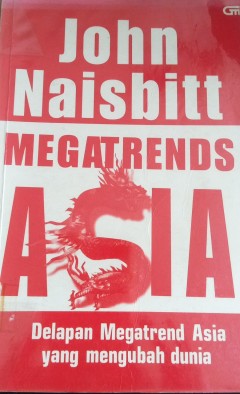 John
Naisbitt
MEGATRENDS
ASIA
Delapan Megatrend Asia
yang mengubah dunia